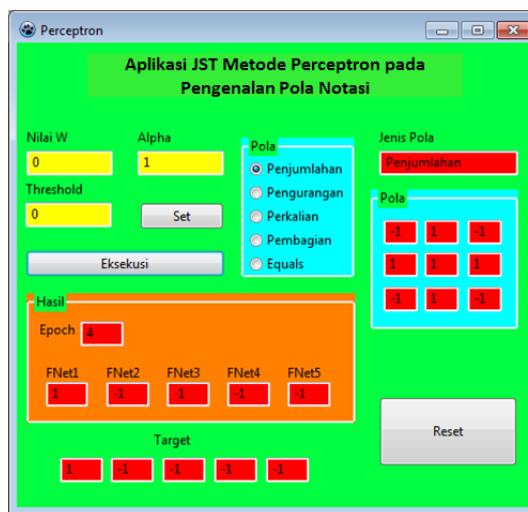 Perceptron
Aplikasi JST Metode Perceptron pada
Pengenalan Pola Notasi
Nilai W
0
Alpha
1
Threshold
0
Set
Eksekusi
Pola
Penjumlahan
Pengurangan
Perkalian
Pembagian
Equals
Jenis Pola
Penjumlahan
Pola
-1 1 -1
1 1 1
-1 1 -1
Hasil
Epoch 4
FNet1 FNet2 FNet3 FNet4 FNet5
1 -1 -1 -1 -1
Target
1 -1 -1 -1 -1
Reset